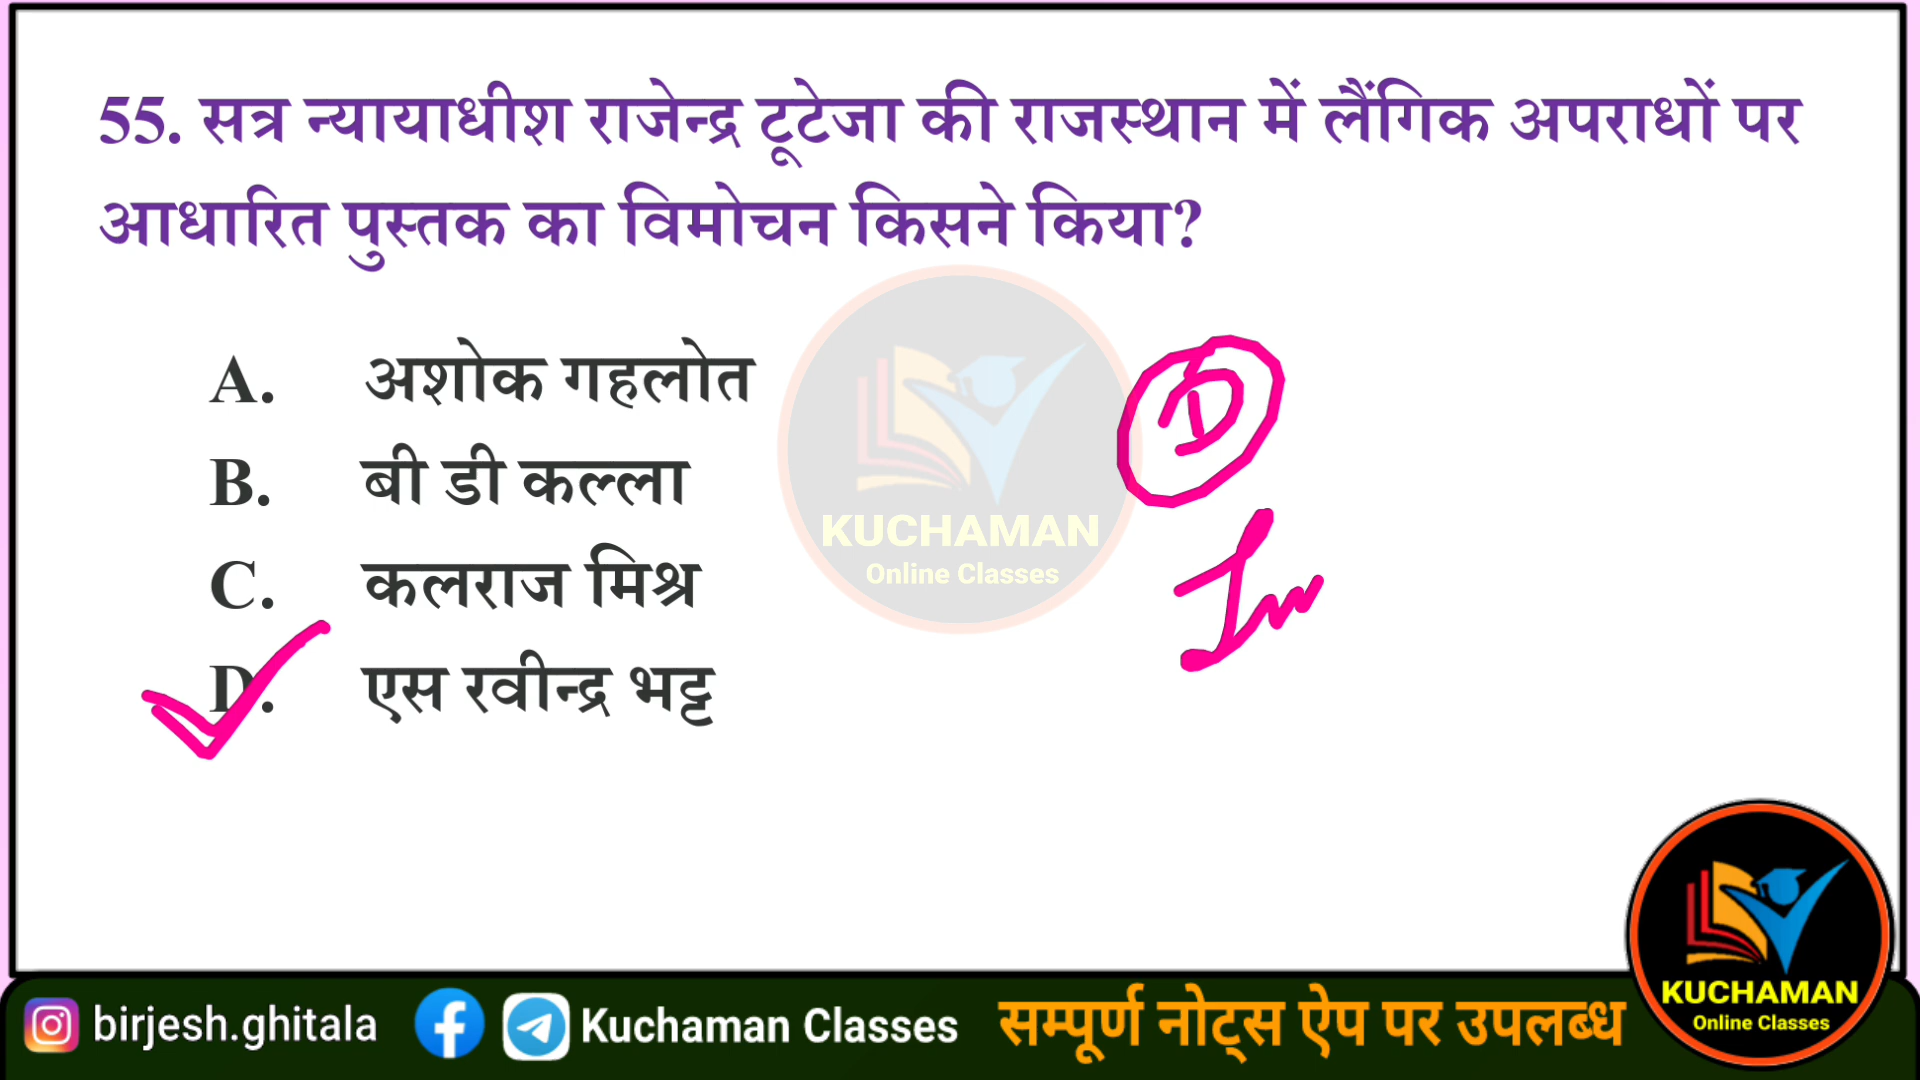 55. सत्र न्यायाधीश राजेन्द्र टूटेजा की राजस्थान में लैंगिक अपराधों पर
आधारित पुस्तक का विमोचन किसने किया?
A. अशोक गहलोत
B. बी डी कल्ला
C. कलराज मिश्र
D. एस रवीन्द्र भट्ट
D
KUCHAMAN
Online Classes
birjesh.ghitala
Kuchaman Classes
सम्पूर्ण नोट्स ऐप पर उपलब्ध
KUCHAMAN
Online Classes